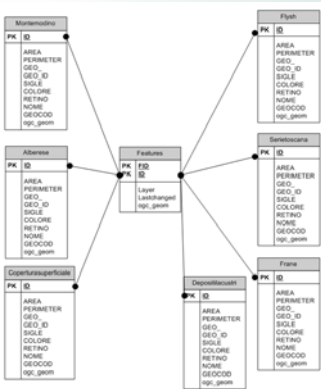 Montemodino
PK ID
AREA
PERIMETER
GEO_
GEO_ID
SIGLE
COLORE
RETINO
NOME
GEOCOD
ogc_geom
Alberese
PK ID
AREA
PERIMETER
GEO_
GEO_ID
SIGLE
COLORE
RETINO
NOME
GEOCOD
ogc_geom
Coperturasuperficiale
PK ID
AREA
PERIMETER
GEO_
GEO_ID
SIGLE
COLORE
RETINO
NOME
GEOCOD
ogc_geom
Features
PK FID
PK ID
Layer
Lastchanged
ogc_geom
Depositilacustri
PK ID
AREA
PERIMETER
GEO_
GEO_ID
SIGLE
COLORE
RETINO
NOME
GEOCOD
ogc_geom
Flysh
PK ID
AREA
PERIMETER
GEO_
GEO_ID
SIGLE
COLORE
RETINO
NOME
GEOCOD
ogc_geom
Serietoscana
PK ID
AREA
PERIMETER
GEO_
GEO_ID
SIGLE
COLORE
RETINO
NOME
GEOCOD
ogc_geom
Frana
PK ID
AREA
PERIMETER
GEO_
GEO_ID
SIGLE
COLORE
RETINO
NOME
GEOCOD
ogc_geom